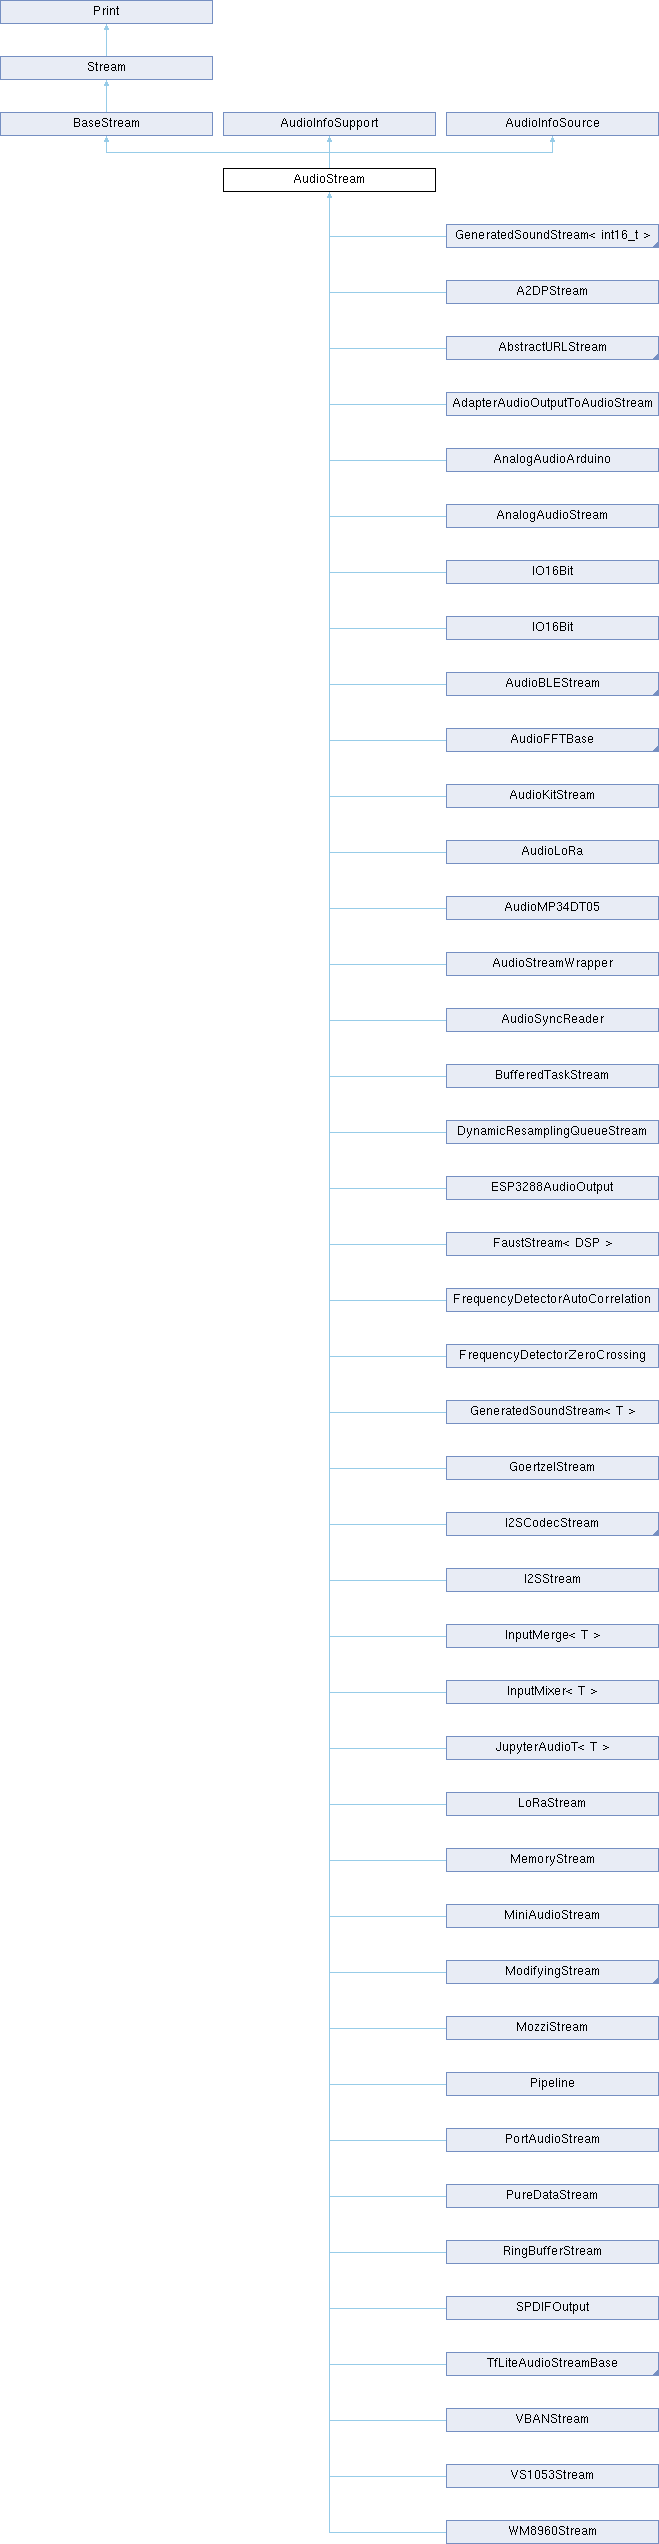 Print
Stream
BaseStream
AudioInfoSupport
AudioInfoSource
AudioStream
GeneratedSoundStream< int16_t >
A2DPStream
AbstractURLStream
AdapterAudioOutputToAudioStream
AnalogAudioArduino
AnalogAudioStream
IO16Bit
IO16Bit
AudioBLEStream
AudioFFTBase
AudioKitStream
AudioLoRa
AudioMP34DT05
AudioStreamWrapper
AudioSyncReader
BufferedTaskStream
DynamicResamplingQueueStream
ESP3288AudioOutput
FaustStream< DSP >
FrequencyDetectorAutoCorrelation
FrequencyDetectorZeroCrossing
GeneratedSoundStream< T >
GoertzelStream
I2SCodecStream
I2SStream
InputMerge< T >
InputMixer< T >
JupyterAudioT< T >
LoRaStream
MemoryStream
MiniAudioStream
ModifyingStream
MozziStream
Pipeline
PortAudioStream
PureDataStream
RingBufferStream
SPDIFOutput
TfLiteAudioStreamBase
VBANStream
VS1053Stream
WM8960Stream